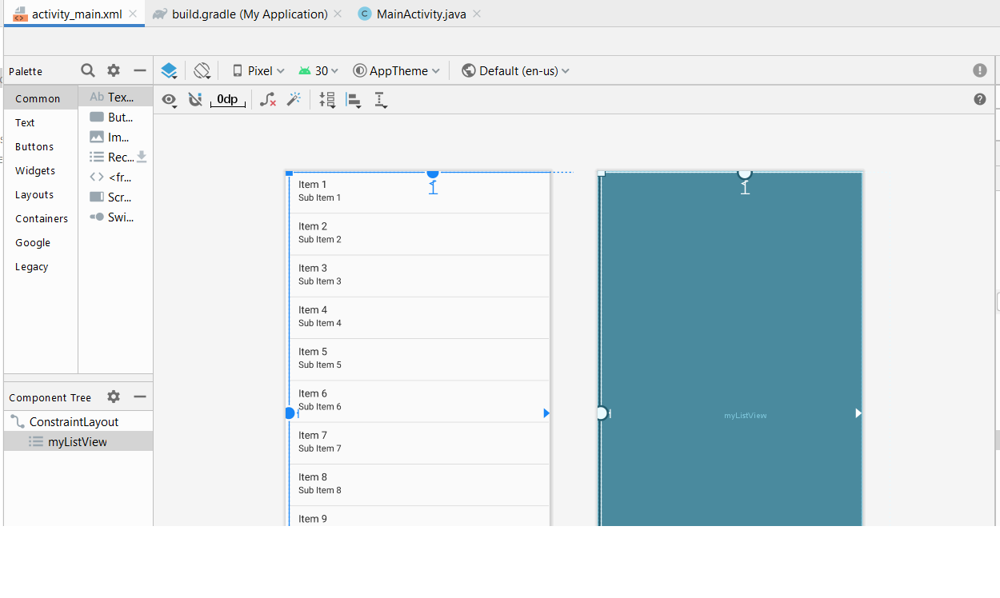 activity_main.xml build.gradle (My Application) MainActivity.java
Palette Pixel 30 AppTheme Default (en-us)
Common
Text
Buttons
Widgets
Layouts
Containers
Google
Legacy
Ab Tex...
But...
Im...
Rec...
<fr...
Scr...
Swi...
0dp
Component Tree
ConstraintLayout
myListView
Item 1
Sub Item 1
Item 2
Sub Item 2
Item 3
Sub Item 3
Item 4
Sub Item 4
Item 5
Sub Item 5
Item 6
Sub Item 6
Item 7
Sub Item 7
Item 8
Sub Item 8
Item 9
myListView